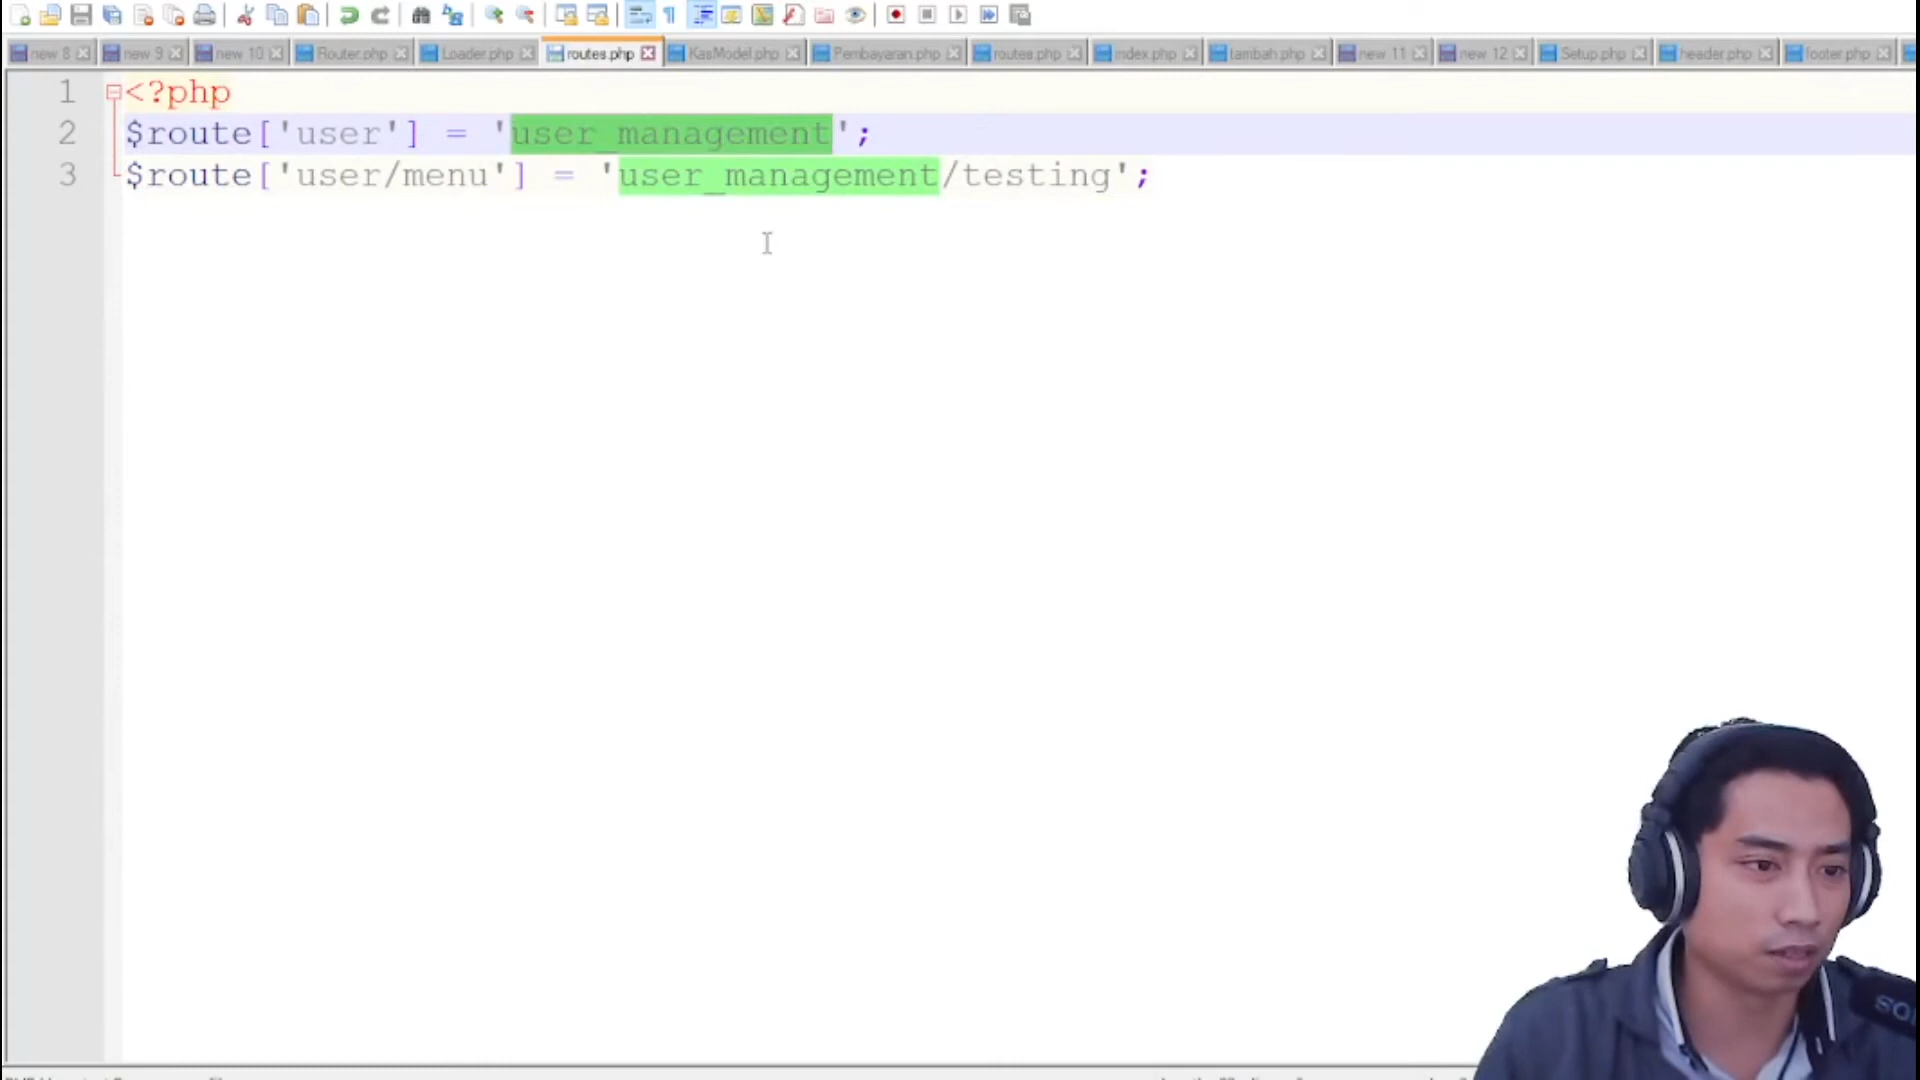 new 8 new 9 new 10 Router.php Loader.php routes.php KasModel.php Pembayaran.php routes.php index.php tambah.php new 11 new 12 Setup.php header.php footer.php
1 <?php
2 $route['user'] = 'user_management';
3 $route['user/menu'] = 'user_management/testing';